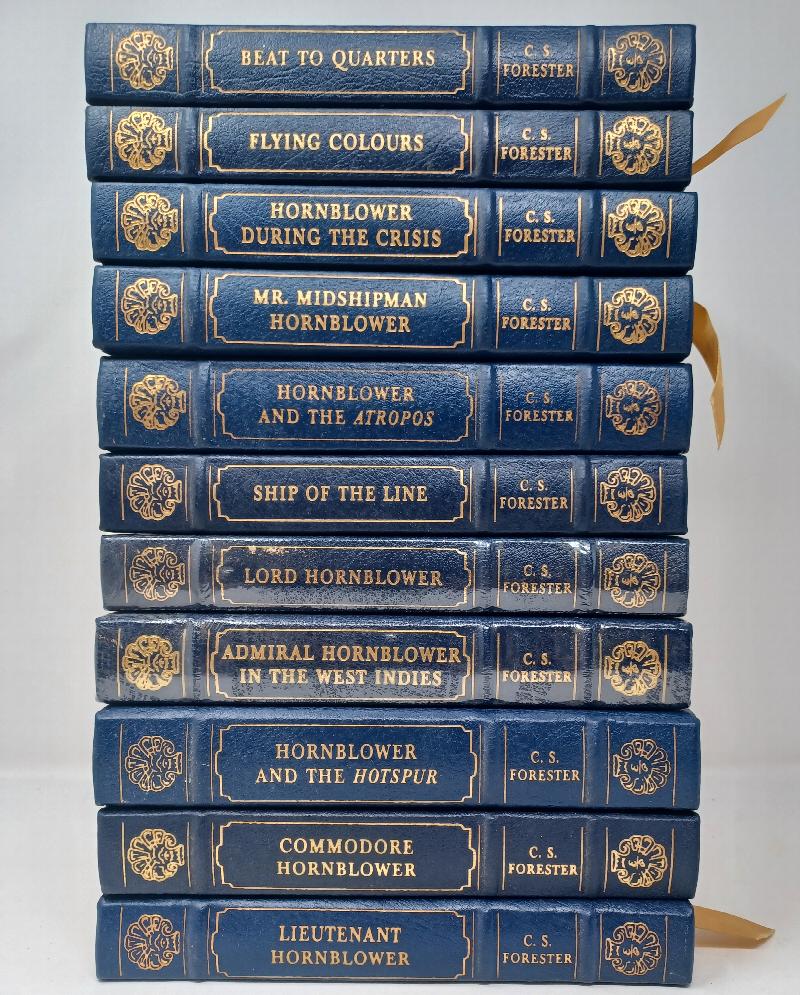 BEAT TO QUARTERS
C. S.
FORESTER
FLYING COLOURS
C. S.
FORESTER
HORNBLOWER
DURING THE CRISIS
C. S.
FORESTER
MR. MIDSHIPMAN
HORNBLOWER
C. S.
FORESTER
HORNBLOWER
AND THE ATROPOS
C. S.
FORESTER
SHIP OF THE LINE
C. S.
FORESTER
LORD HORNBLOWER
C. S.
FORESTER
ADMIRAL HORNBLOWER
IN THE WEST INDIES
C. S.
FORESTER
HORNBLOWER
AND THE HOTSPUR
C. S.
FORESTER
COMMODORE
HORNBLOWER
C. S.
FORESTER
LIEUTENANT
HORNBLOWER
C. S.
FORESTER